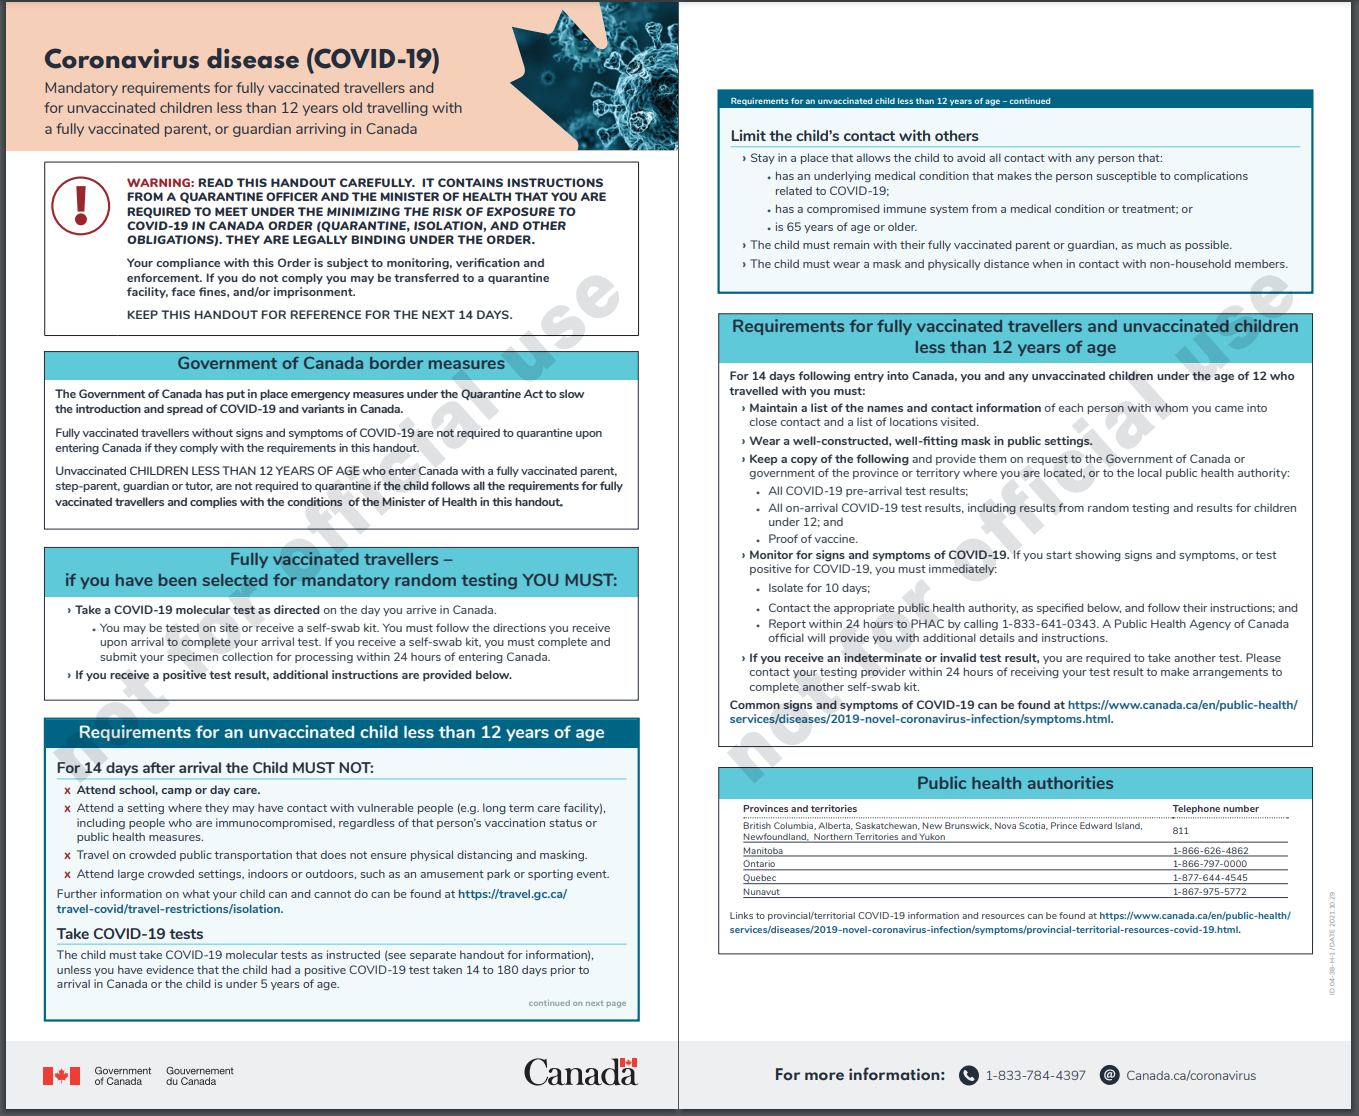 Coronavirus disease (COVID-19)
Mandatory requirements for fully vaccinated travellers and
for unvaccinated children less than 12 years old travelling with
a fully vaccinated parent, or guardian arriving in Canada
WARNING: READ THIS HANDOUT CAREFULLY. IT CONTAINS INSTRUCTIONS
FROM A QUARANTINE OFFICER AND THE MINISTER OF HEALTH THAT YOU ARE
REQUIRED TO MEET UNDER THE MINIMIZING THE RISK OF EXPOSURE TO
COVID-19 IN CANADA ORDER (QUARANTINE, ISOLATION, AND OTHER
OBLIGATIONS). THEY ARE LEGALLY BINDING UNDER THE ORDER.
Your compliance with this Order is subject to monitoring, verification and
enforcement. If you do not comply you may be transferred to a quarantine
facility, face fines, and/or imprisonment.
KEEP THIS HANDOUT FOR REFERENCE FOR THE NEXT 14 DAYS.
Government of Canada border measures
The Government of Canada has put in place emergency measures under the Quarantine Act to slow
the introduction and spread of COVID-19 and variants in Canada.
Fully vaccinated travellers without signs and symptoms of COVID-19 are not required to quarantine upon
entering Canada if they comply with the requirements in this handout.
Unvaccinated CHILDREN LESS THAN 12 YEARS OF AGE who enter Canada with a fully vaccinated parent,
step-parent, guardian or tutor, are not required to quarantine if the child follows all the requirements for fully
vaccinated travellers and complies with the conditions of the Minister of Health in this handout.
Fully vaccinated travellers –
if you have been selected for mandatory random testing YOU MUST:
› Take a COVID-19 molecular test as directed on the day you arrive in Canada.
• You may be tested on site or receive a self-swab kit. You must follow the directions you receive
upon arrival to complete your arrival test. If you receive a self-swab kit, you must complete and
submit your specimen collection for processing within 24 hours of entering Canada.
› If you receive a positive test result, additional instructions are provided below.
Requirements for an unvaccinated child less than 12 years of age
For 14 days after arrival the Child MUST NOT:
x Attend school, camp or day care.
x Attend a setting where they may have contact with vulnerable people (e.g. long term care facility),
including people who are immunocompromised, regardless of that person's vaccination status or
public health measures.
x Travel on crowded public transportation that does not ensure physical distancing and masking.
x Attend large crowded settings, indoors or outdoors, such as an amusement park or sporting event.
Further information on what your child can and cannot do can be found at https://travel.gc.ca/
travel-covid/travel-restrictions/isolation.
Take COVID-19 tests
The child must take COVID-19 molecular tests as instructed (see separate handout for information),
unless you have evidence that the child had a positive COVID-19 test taken 14 to 180 days prior to
arrival in Canada or the child is under 5 years of age.
continued on next page
not for official use
Government
of Canada
Gouvernement
du Canada
Canada
Requirements for an unvaccinated child less than 12 years of age – continued
Limit the child's contact with others
› Stay in a place that allows the child to avoid all contact with any person that:
• has an underlying medical condition that makes the person susceptible to complications
related to COVID-19;
• has a compromised immune system from a medical condition or treatment; or
• is 65 years of age or older.
› The child must remain with their fully vaccinated parent or guardian, as much as possible.
› The child must wear a mask and physically distance when in contact with non-household members.
Requirements for fully vaccinated travellers and unvaccinated children
less than 12 years of age
For 14 days following entry into Canada, you and any unvaccinated children under the age of 12 who
travelled with you must:
› Maintain a list of the names and contact information of each person with whom you came into
close contact and a list of locations visited.
› Wear a well-constructed, well-fitting mask in public settings.
› Keep a copy of the following and provide them on request to the Government of Canada or
government of the province or territory where you are located, or to the local public health authority:
• All COVID-19 pre-arrival test results;
• All on-arrival COVID-19 test results, including results from random testing and results for children
under 12; and
• Proof of vaccine.
› Monitor for signs and symptoms of COVID-19. If you start showing signs and symptoms, or test
positive for COVID-19, you must immediately:
• Isolate for 10 days;
• Contact the appropriate public health authority, as specified below, and follow their instructions; and
• Report within 24 hours to PHAC by calling 1-833-641-0343. A Public Health Agency of Canada
official will provide you with additional details and instructions.
› If you receive an indeterminate or invalid test result, you are required to take another test. Please
contact your testing provider within 24 hours of receiving your test result to make arrangements to
complete another self-swab kit.
Common signs and symptoms of COVID-19 can be found at https://www.canada.ca/en/public-health/
services/diseases/2019-novel-coronavirus-infection/symptoms.html.
Public health authorities
Provinces and territories Telephone number
British Columbia, Alberta, Saskatchewan, New Brunswick, Nova Scotia, Prince Edward Island,
Newfoundland, Northern Territories and Yukon 811
Manitoba 1-866-626-4862
Ontario 1-866-797-0000
Quebec 1-877-644-4545
Nunavut 1-867-975-5772
Links to provincial/territorial COVID-19 information and resources can be found at https://www.canada.ca/en/public-health/
services/diseases/2019-novel-coronavirus-infection/symptoms/provincial-territorial-resources-covid-19.html.
ID 04-38-H-1 /DATE 2021.10.29
not for official use
For more information: 1-833-784-4397 @ Canada.ca/coronavirus